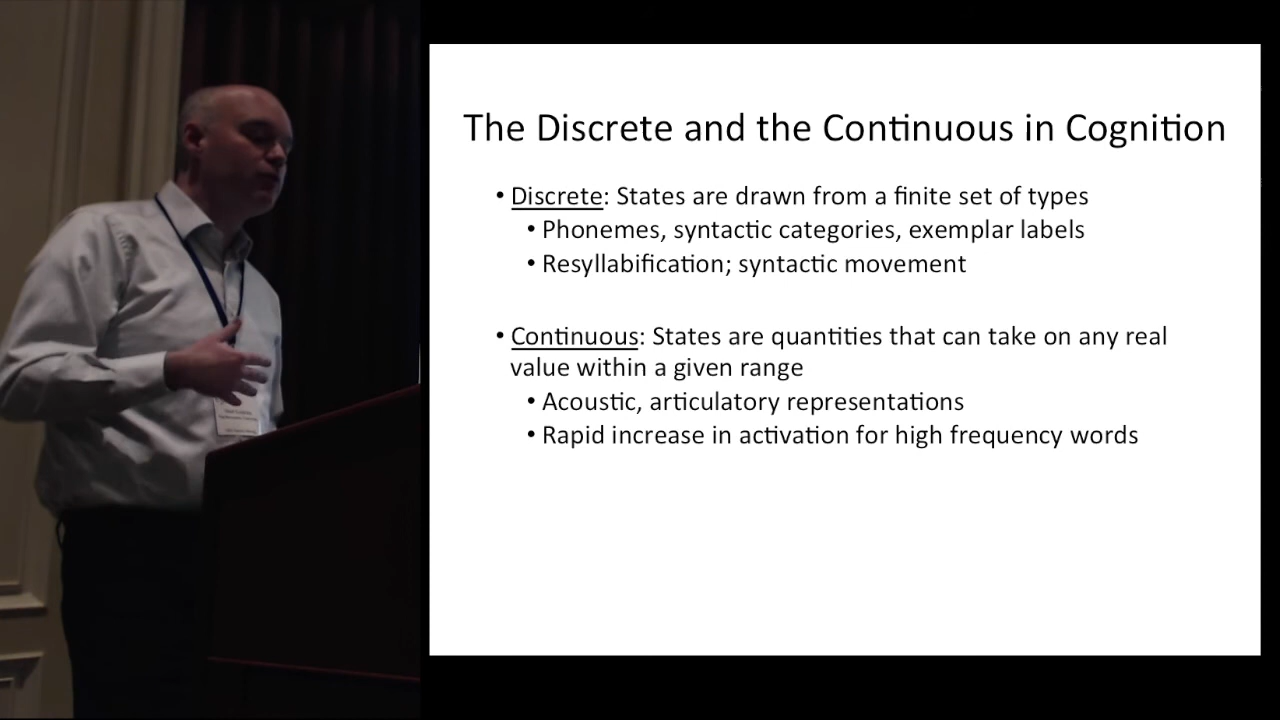 The Discrete and the Continuous in Cognition
• Discrete: States are drawn from a finite set of types
• Phonemes, syntactic categories, exemplar labels
• Resyllabification; syntactic movement
• Continuous: States are quantities that can take on any real
value within a given range
• Acoustic, articulatory representations
• Rapid increase in activation for high frequency words